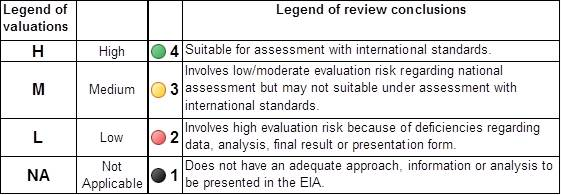 Legend of valuations
Legend of review conclusions
H High 4 Suitable for assessment with international standards.
M Medium 3 Involves low/moderate evaluation risk regarding national
assessment but may not suitable under assessment with
international standards.
L Low 2 Involves high evaluation risk because of deficiencies regarding
data, analysis, final result or presentation form.
NA Not Applicable 1 Does not have an adequate approach, information or analysis to
be presented in the EIA.